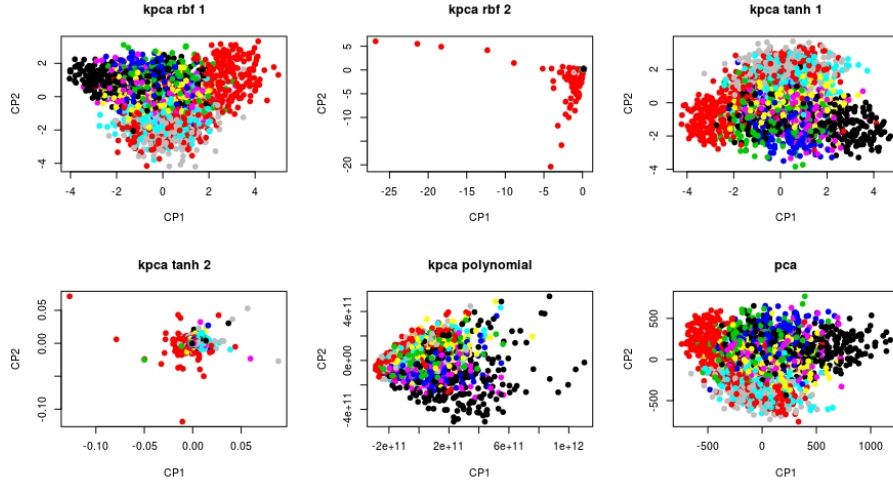 kpca rbf 1
CP2
2
0
-2
-4
-4 -2 0 2 4
CP1
kpca rbf 2
CP2
5
0
-5
-10
-20
-25 -20 -15 -10 -5 0
CP1
kpca tanh 1
CP2
2
0
-2
-4
-4 -2 0 2 4
CP1
kpca tanh 2
CP2
0.05
0.00
-0.10
-0.10 -0.05 0.00 0.05
CP1
kpca polynomial
CP2
4e+11
0e+00
-4e+11
-2e+11 2e+11 6e+11 1e+12
CP1
pca
CP2
500
0
-500
-500 0 500 1000
CP1